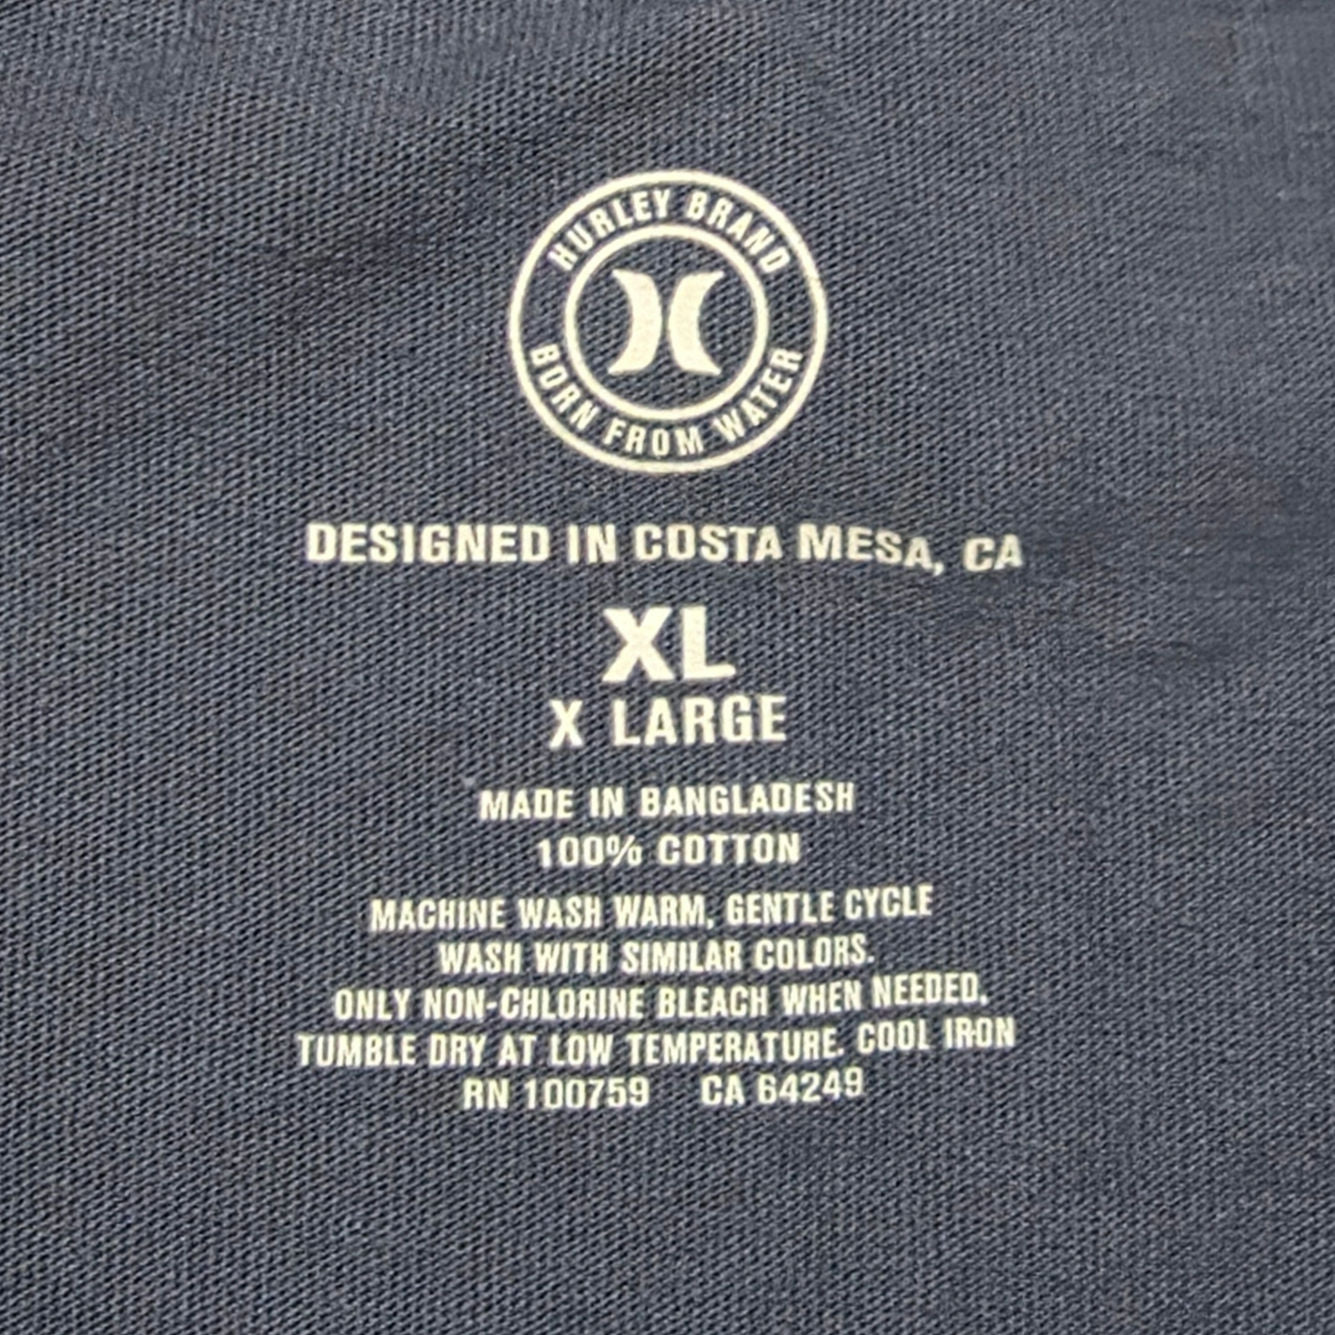 HURLEY BRAND
BORN FROM WATER
DESIGNED IN COSTA MESA, CA
XL
X LARGE
MADE IN BANGLADESH
100% COTTON
MACHINE WASH WARM, GENTLE CYCLE
WASH WITH SIMILAR COLORS.
ONLY NON-CHLORINE BLEACH WHEN NEEDED.
TUMBLE DRY AT LOW TEMPERATURE. COOL IRON
RN 100759 CA 64249